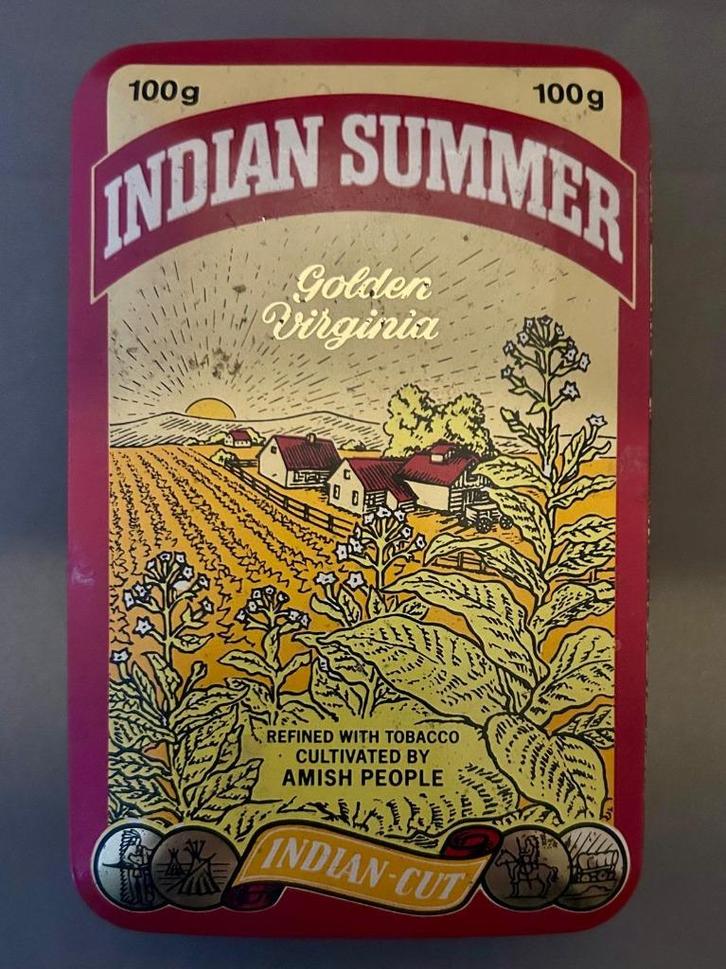 100g 100g
INDIAN SUMMER
Golden
Virginia
REFINED WITH TOBACCO
CULTIVATED BY
AMISH PEOPLE
INDIAN-CUT